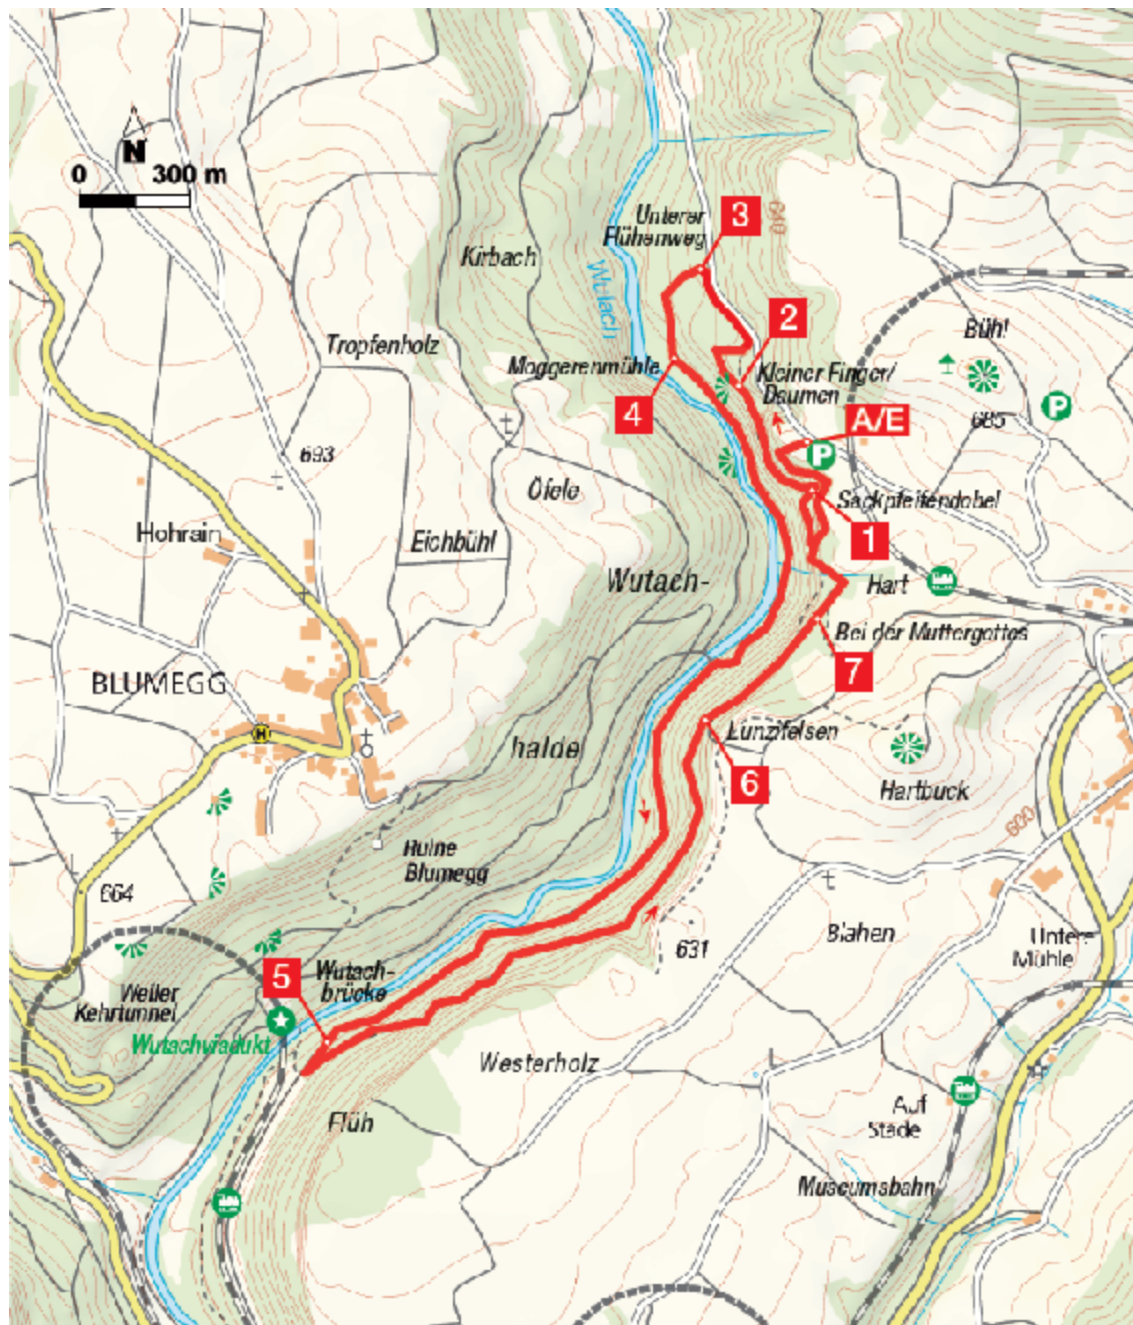 N
0 300 m
Unterer
Flühenweg
3
640
Kirbach
Wutach
2
Bühl
Tropfenholz
Moggerenmühle
Kleiner Finger/
Daumen
4
A/E
685
P
P
693
Öfele
Sackpfeifendobel
Hohrain
Eichbühl
1
Wutach-
Hart
Bei der Muttergottes
7
BLUMEGG
H
halde
Lunzifelsen
6
Hartbuck
600
Ruine
Blumegg
664
631
Blahen
Untere
Mühle
5
Wutach-
brücke
Weiler
Kehrtunnel
Wutachviadukt
Westerholz
Auf
Stade
Flüh
Museumsbahn